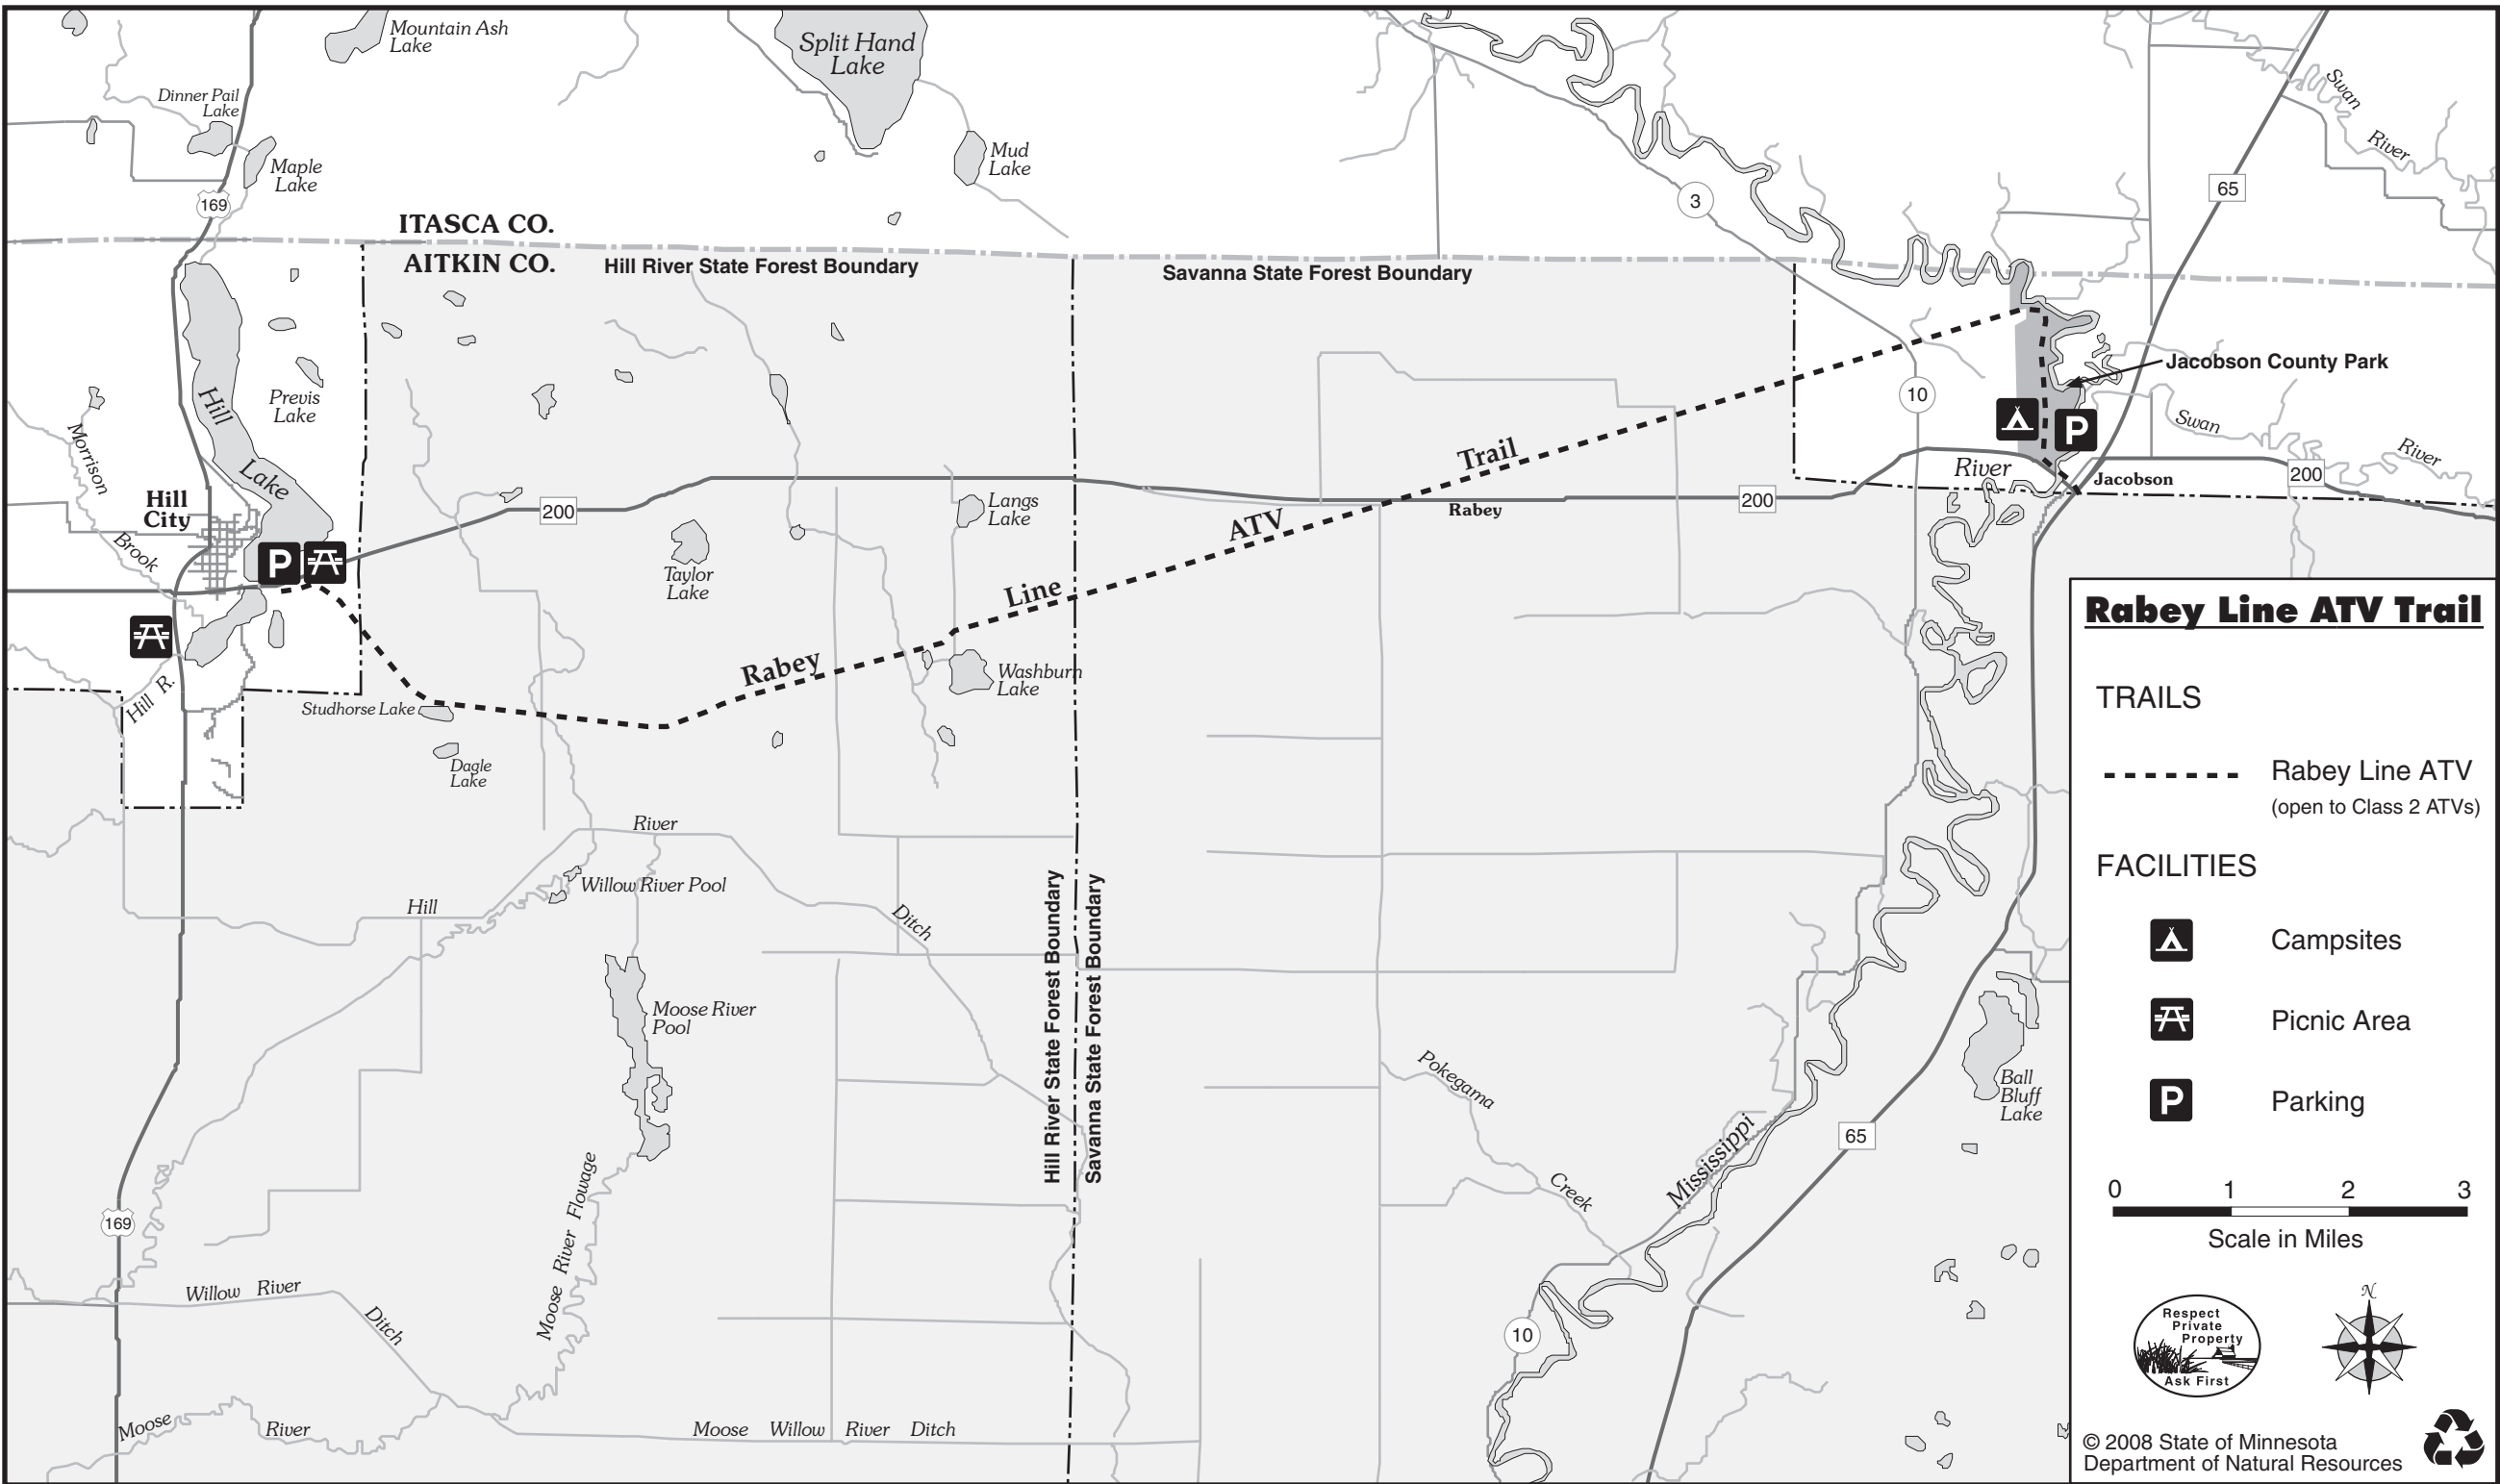 Mountain Ash
Lake
Split Hand
Lake
Dinner Pail
Lake
Maple
Lake
Mud
Lake
Swan
River
169
3
65
ITASCA CO.
AITKIN CO.
Hill River State Forest Boundary
Savanna State Forest Boundary
Hill
Lake
Previs
Lake
Morrison
Brook
Hill
City
P
200
Taylor
Lake
Langs
Lake
Rabey Line ATV Trail
Rabey
200
10
Jacobson County Park
P
River
Jacobson
Swan
River
200
Washburn
Lake
Hill R.
Studhorse Lake
Dagle
Lake
Hill
River
Ditch
Willow River Pool
Moose River
Pool
Hill River State Forest Boundary
Savanna State Forest Boundary
Pokegama
Creek
Mississippi
65
Ball
Bluff
Lake
169
Moose River Flowage
Willow River
Ditch
10
Moose
River
Moose Willow River Ditch
Rabey Line ATV Trail
TRAILS
Rabey Line ATV
(open to Class 2 ATVs)
FACILITIES
Campsites
Picnic Area
P
Parking
0 1 2 3
Scale in Miles
Respect
Private
Property
Ask First
N
© 2008 State of Minnesota
Department of Natural Resources